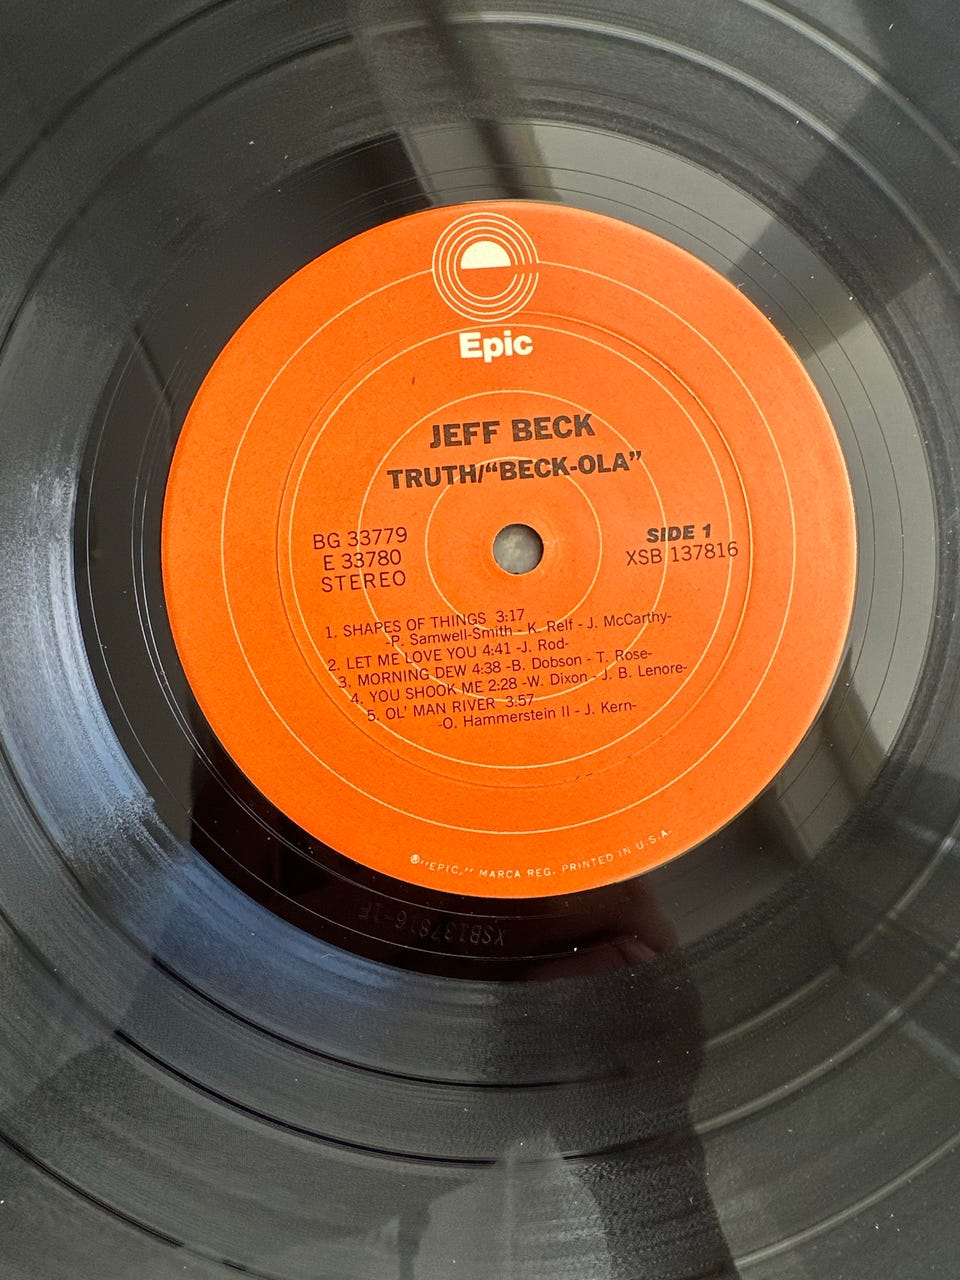 Epic
JEFF BECK
TRUTH/“BECK-OLA”
BG 33779
E 33780
STEREO
SIDE 1
XSB 137816
1. SHAPES OF THINGS 3:17
-P. Samwell-Smith - K. Relf - J. McCarthy-
2. LET ME LOVE YOU 4:41 -J. Rod-
3. MORNING DEW 4:38 -B. Dobson - T. Rose-
4. YOU SHOOK ME 2:28 -W. Dixon - J. B. Lenore-
5. OL' MAN RIVER 3:57
-O. Hammerstein II - J. Kern-
®“EPIC,” MARCA REG. PRINTED IN U.S.A.
XSB137816-1F